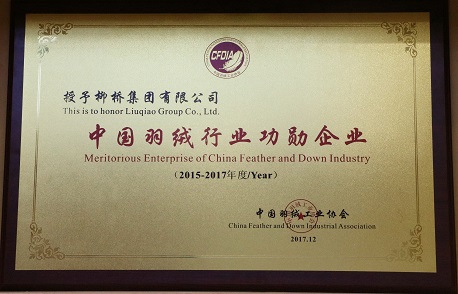 CFDIA
授予柳桥集团有限公司
This is to honor Liuqiao Group Co., Ltd.
中国羽绒行业功勋企业
Meritorious Enterprise of China Feather and Down Industry
(2015-2017年度/Year)
中国羽绒工业协会
China Feather and Down Industrial Association
2017.12